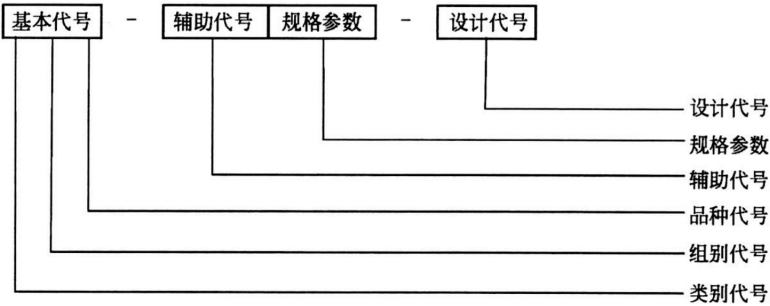 基本代号 - 辅助代号 规格参数 - 设计代号
设计代号
规格参数
辅助代号
品种代号
组别代号
类别代号